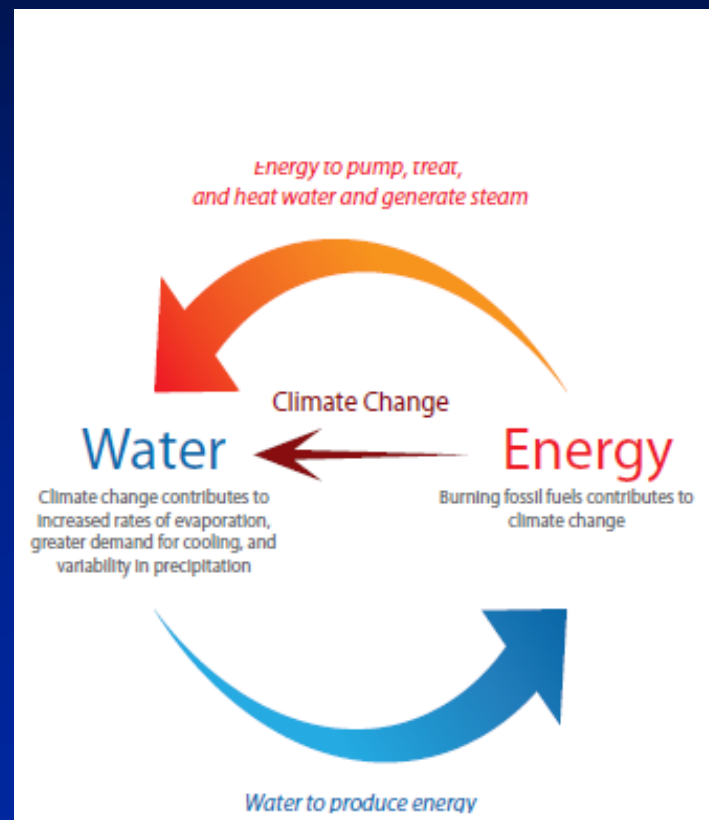 Energy to pump, treat,
and heat water and generate steam
Climate Change
Water
Energy
Climate change contributes to
increased rates of evaporation,
greater demand for cooling, and
variability in precipitation
Burning fossil fuels contributes to
climate change
Water to produce energy